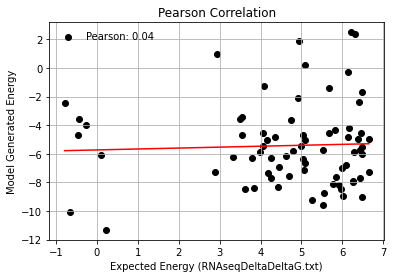 Pearson Correlation
Pearson: 0.04
Model Generated Energy
2
0
−2
−4
−6
−8
−10
−12
−1 0 1 2 3 4 5 6 7
Expected Energy (RNAseqDeltaDeltaG.txt)